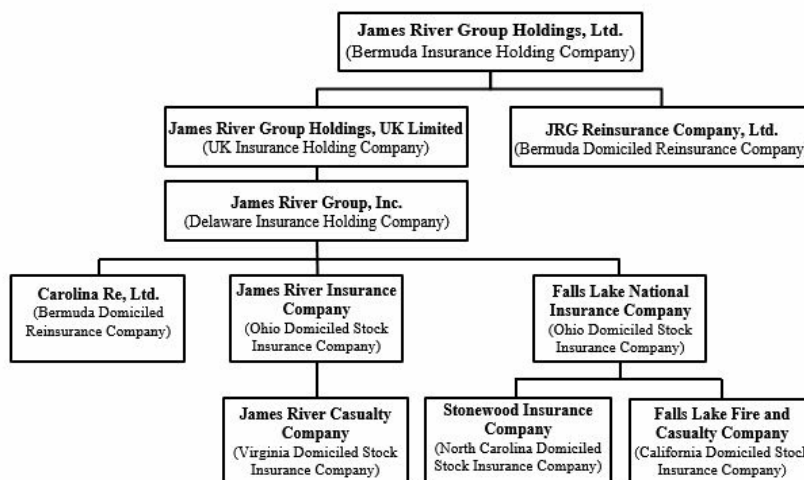 James River Group Holdings, Ltd.
(Bermuda Insurance Holding Company)
James River Group Holdings, UK Limited
(UK Insurance Holding Company)
JRG Reinsurance Company, Ltd.
(Bermuda Domiciled Reinsurance Company
James River Group, Inc.
(Delaware Insurance Holding Company)
Carolina Re, Ltd.
(Bermuda Domiciled
Reinsurance Company)
James River Insurance
Company
(Ohio Domiciled Stock
Insurance Company)
Falls Lake National
Insurance Company
(Ohio Domiciled Stock
Insurance Company)
James River Casualty
Company
(Virginia Domiciled Stock
Insurance Company)
Stonewood Insurance
Company
(North Carolina Domiciled
Stock Insurance Company)
Falls Lake Fire and
Casualty Company
(California Domiciled Stock
Insurance Company)